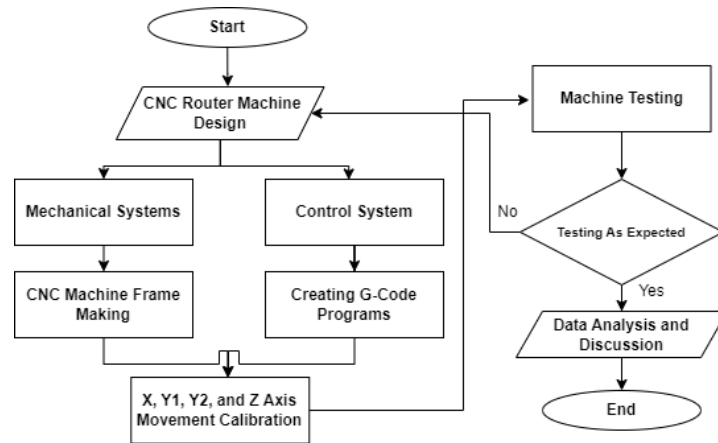 Start
CNC Router Machine
Design
Mechanical Systems
Control System
CNC Machine Frame
Making
Creating G-Code
Programs
X, Y1, Y2, and Z Axis
Movement Calibration
Machine Testing
Testing As Expected
No
Yes
Data Analysis and
Discussion
End